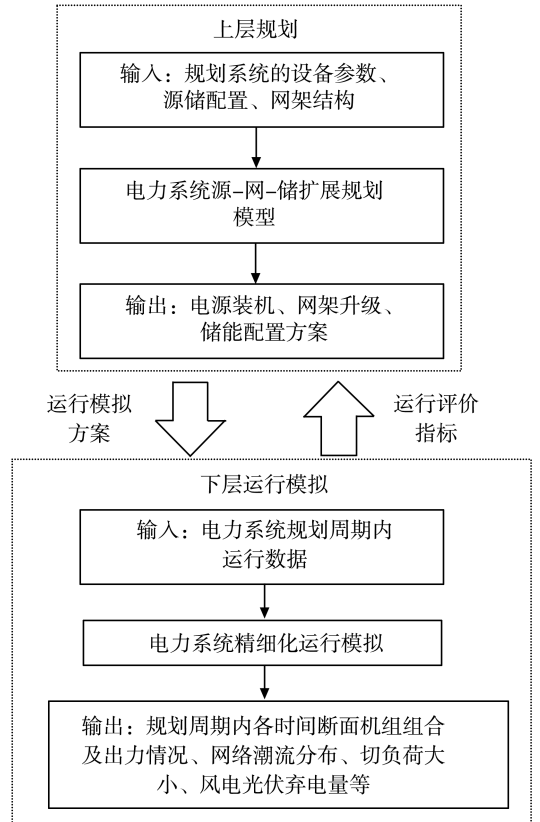 上层规划
输入：规划系统的设备参数、
源储配置、网架结构
电力系统源-网-储扩展规划
模型
输出：电源装机、网架升级、
储能配置方案
运行模拟
方案
运行评价
指标
下层运行模拟
输入：电力系统规划周期内
运行数据
电力系统精细化运行模拟
输出：规划周期内各时间断面机组组合
及出力情况、网络潮流分布、切负荷大
小、风电光伏弃电量等